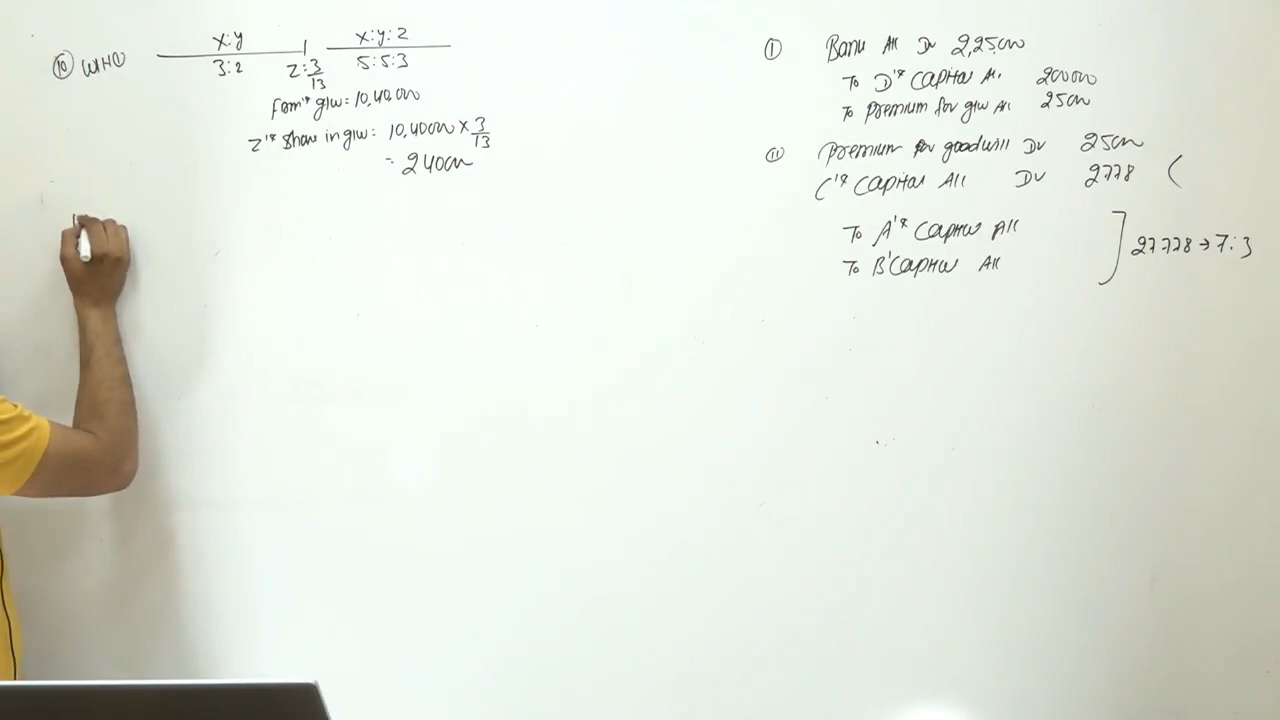 ⑩ WN① X:Y | X:Y:Z
3:2 Z:3/13 5:5:3
Firm's g/w = 10,40,000
Z's share in g/w: 10,40,000 × 3/13
= 240000
① Bank A/c Dr 2,25,000
To D's Capital A/c. 200000
To Premium for g/w A/c 25000
⑪ Premium for goodwill Dr 25000
C's Capital A/c Dr 2778 (
To A's Capital A/c
To B's Capital A/c ] 27778 → 7:3